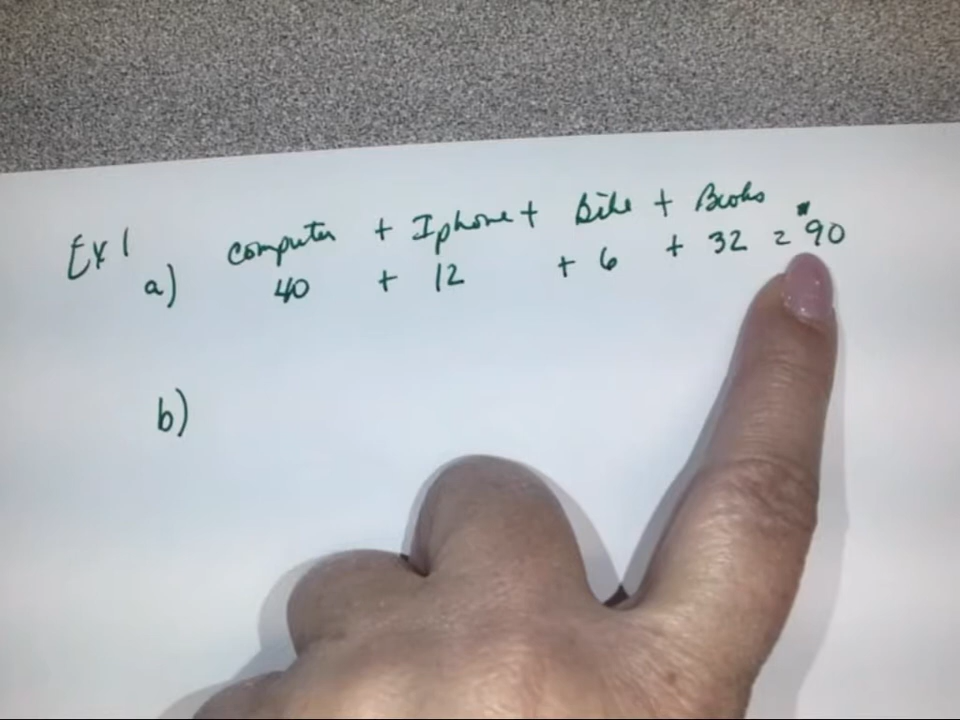 Ex 1 computer + Iphone + Bike + Books
a) 40 + 12 + 6 + 32 = 90
b)